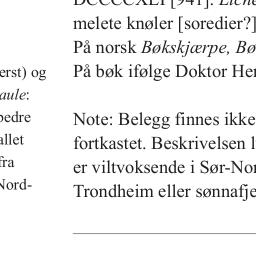 erst) og
aule:
bedre
allet
fra
Nord-
DCCCCXLI [941]. Liche
melete knøler [soredier?]
På norsk Bøkskjærpe, Bø
På bøk ifølge Doktor Her
Note: Belegg finnes ikke
fortkastet. Beskrivelsen
er viltvoksende i Sør-Nor
Trondheim eller sønnafje